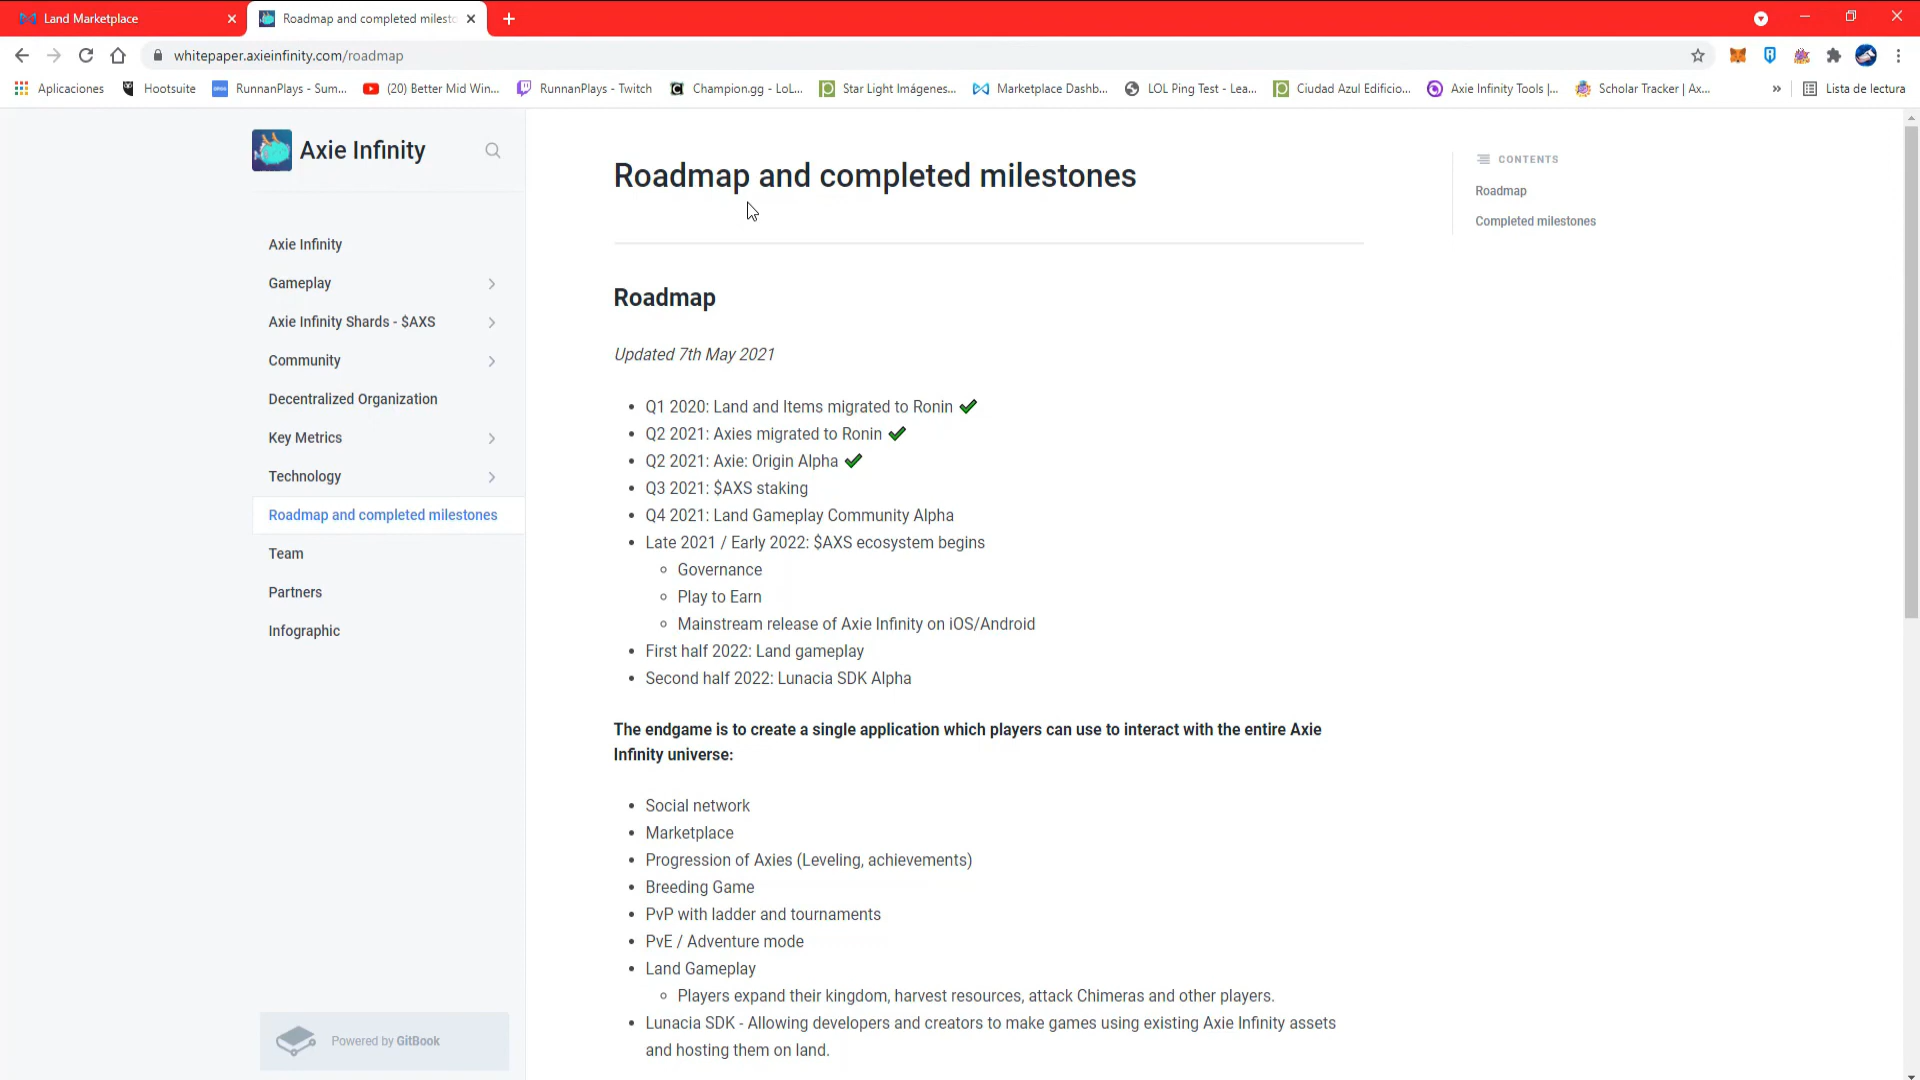 Land Marketplace
Roadmap and completed milesto
whitepaper.axieinfinity.com/roadmap
Aplicaciones
Hootsuite
RunnanPlays - Sum...
(20) Better Mid Win...
RunnanPlays - Twitch
Champion.gg - LoL...
Star Light Imágenes...
Marketplace Dashb...
LOL Ping Test - Lea...
Ciudad Azul Edificio...
Axie Infinity Tools |...
Scholar Tracker | Ax...
»
Lista de lectura
Axie Infinity
Axie Infinity
Gameplay
Axie Infinity Shards - $AXS
Community
Decentralized Organization
Key Metrics
Technology
Roadmap and completed milestones
Team
Partners
Infographic
Powered by GitBook
Roadmap and completed milestones
Roadmap
Updated 7th May 2021
• Q1 2020: Land and Items migrated to Ronin ✔
• Q2 2021: Axies migrated to Ronin ✔
• Q2 2021: Axie: Origin Alpha ✔
• Q3 2021: $AXS staking
• Q4 2021: Land Gameplay Community Alpha
• Late 2021 / Early 2022: $AXS ecosystem begins
◦ Governance
◦ Play to Earn
◦ Mainstream release of Axie Infinity on iOS/Android
• First half 2022: Land gameplay
• Second half 2022: Lunacia SDK Alpha
The endgame is to create a single application which players can use to interact with the entire Axie
Infinity universe:
• Social network
• Marketplace
• Progression of Axies (Leveling, achievements)
• Breeding Game
• PvP with ladder and tournaments
• PvE / Adventure mode
• Land Gameplay
◦ Players expand their kingdom, harvest resources, attack Chimeras and other players.
• Lunacia SDK - Allowing developers and creators to make games using existing Axie Infinity assets
and hosting them on land.
CONTENTS
Roadmap
Completed milestones